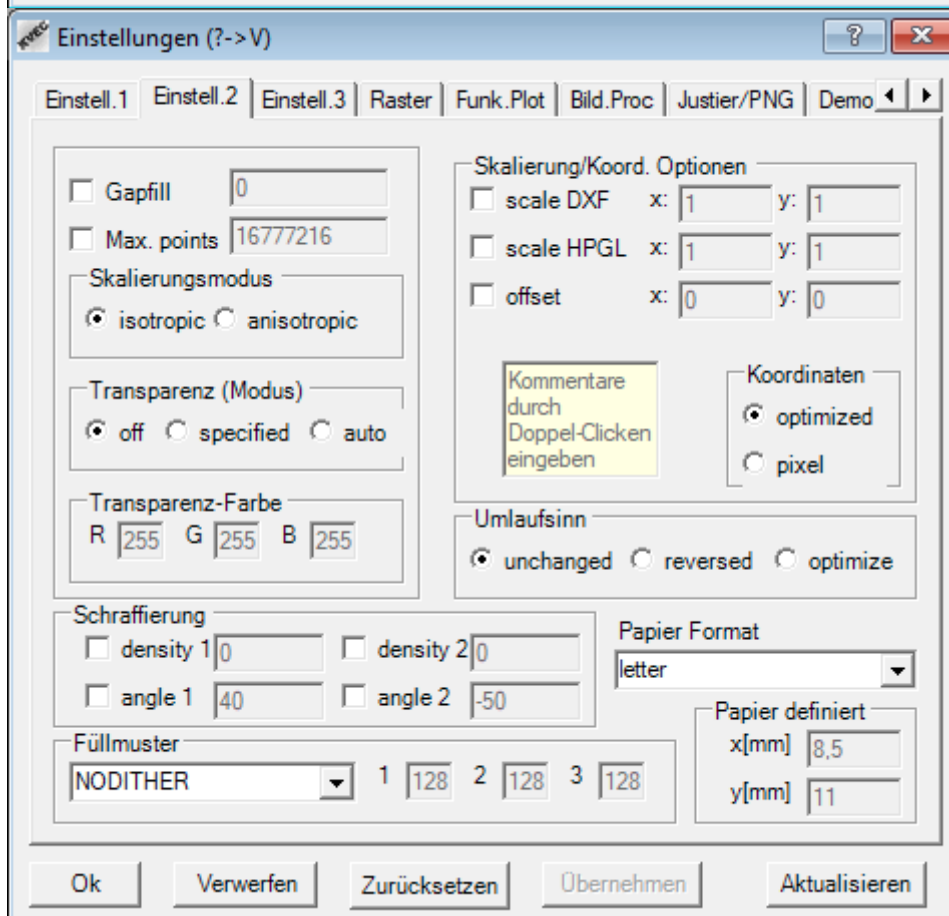 KVEC
Einstellungen (?->V)
Einstell.1 Einstell.2 Einstell.3 Raster Funk.Plot Bild.Proc Justier/PNG Demo
Gapfill 0
Max. points 16777216
Skalierungsmodus
isotropic anisotropic
Transparenz (Modus)
off specified auto
Transparenz-Farbe
R 255 G 255 B 255
Skalierung/Koord. Optionen
scale DXF x: 1 y: 1
scale HPGL x: 1 y: 1
offset x: 0 y: 0
Kommentare
durch
Doppel-Clicken
eingeben
Koordinaten
optimized
pixel
Umlaufsinn
unchanged reversed optimize
Schraffierung
density 1 0 density 2 0
angle 1 40 angle 2 -50
Papier Format
letter
Papier definiert
x[mm] 8,5
y[mm] 11
Füllmuster
NODITHER 1 128 2 128 3 128
Ok Verwerfen Zurücksetzen Übernehmen Aktualisieren